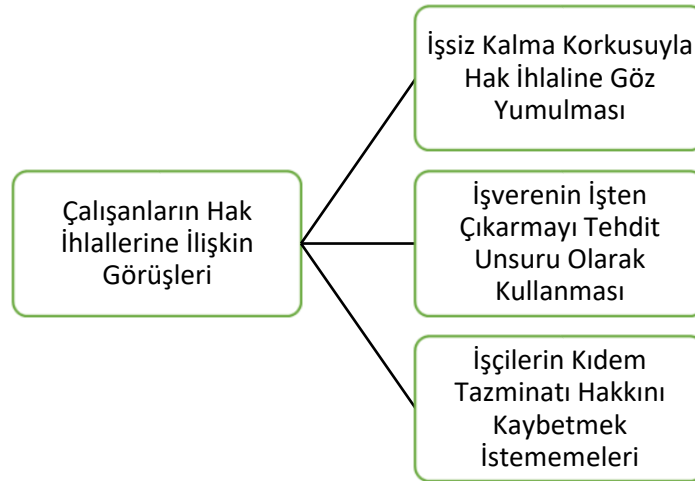 Çalışanların Hak
İhlallerine İlişkin
Görüşleri
İşsiz Kalma Korkusuyla
Hak İhlaline Göz
Yumulması
İşverenin İşten
Çıkarmayı Tehdit
Unsuru Olarak
Kullanması
İşçilerin Kıdem
Tazminatı Hakkını
Kaybetmek
İstememeleri